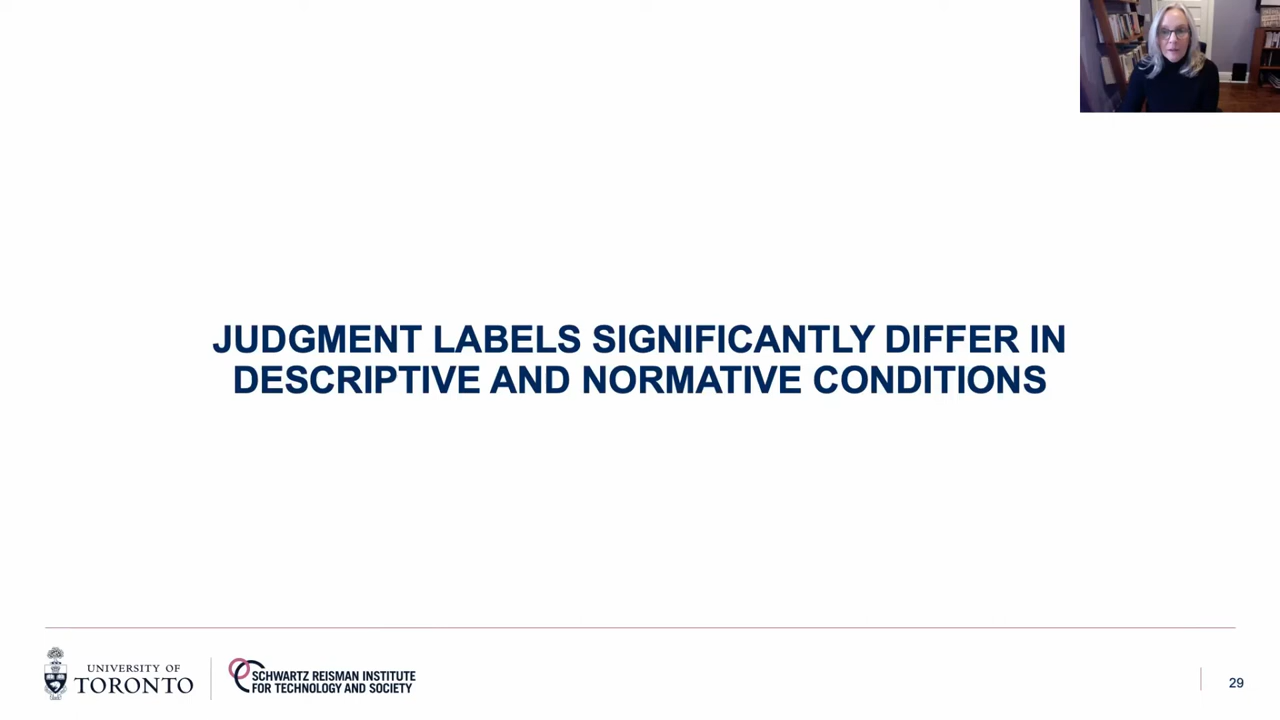 JUDGMENT LABELS SIGNIFICANTLY DIFFER IN
DESCRIPTIVE AND NORMATIVE CONDITIONS
UNIVERSITY OF
TORONTO
SCHWARTZ REISMAN INSTITUTE
FOR TECHNOLOGY AND SOCIETY
29